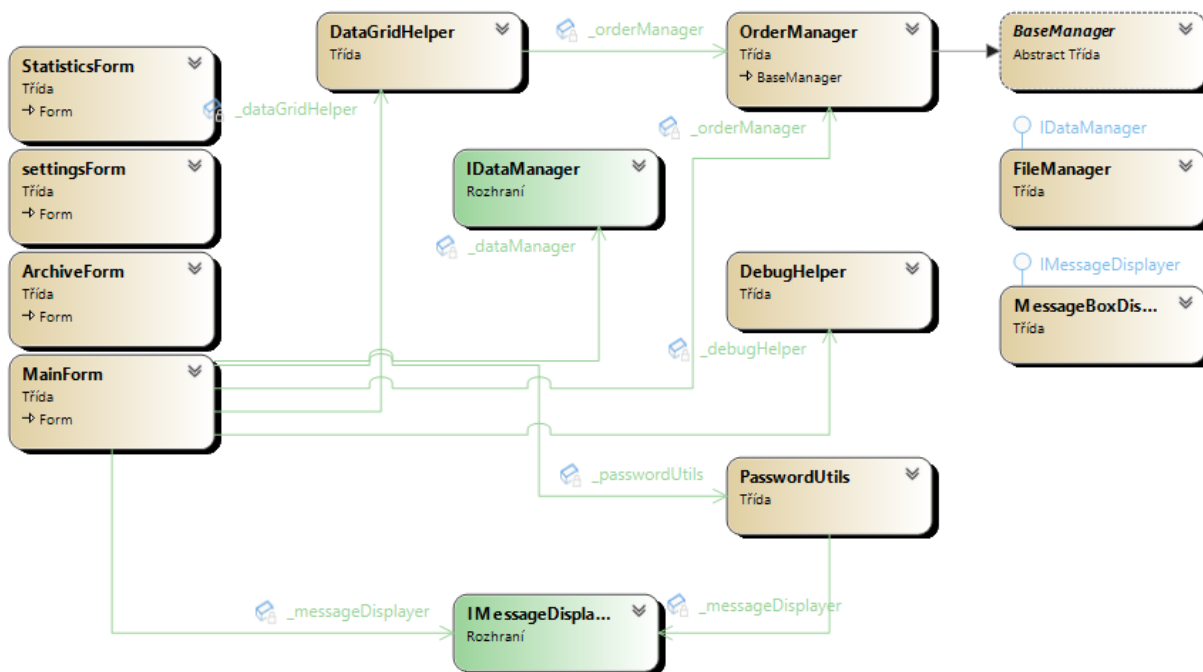 StatisticsForm
Třída
Form
settingsForm
Třída
Form
ArchiveForm
Třída
Form
MainForm
Třída
Form
DataGridHelper
Třída
_dataGridHelper
_orderManager
OrderManager
Třída
BaseManager
BaseManager
Abstract Třída
_orderManager
IDataManager
Rozhraní
_dataManager
IDataManager
FileManager
Třída
DebugHelper
Třída
_debugHelper
IMessageDisplayer
MessageBoxDis...
Třída
_passwordUtils
PasswordUtils
Třída
_messageDisplayer
IMessageDispla...
Rozhraní
_messageDisplayer